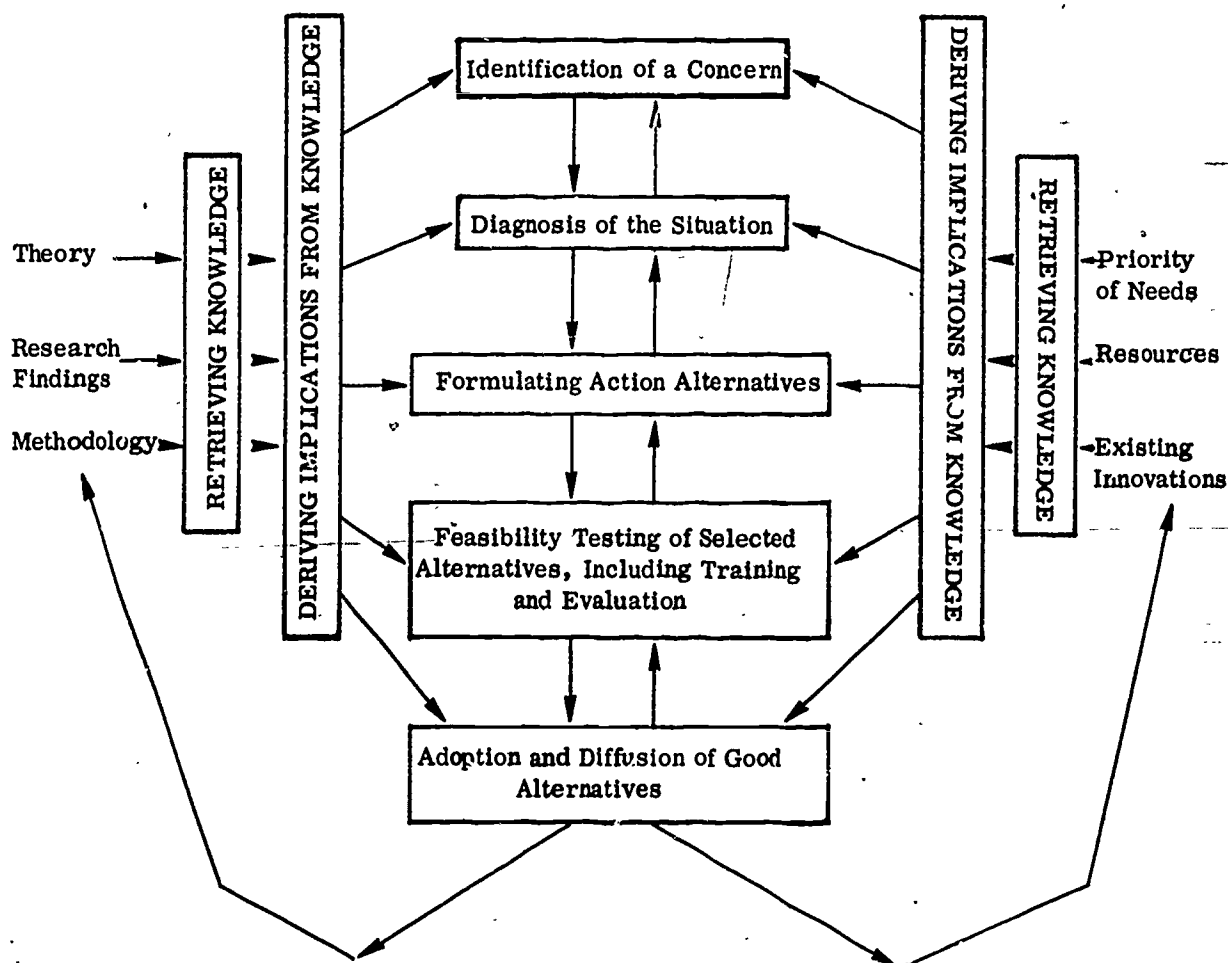 Theory
Research
Findings
Methodology
RETRIEVING KNOWLEDGE
DERIVING IMPLICATIONS FROM KNOWLEDGE
Identification of a Concern
Diagnosis of the Situation
Formulating Action Alternatives
Feasibility Testing of Selected
Alternatives, Including Training
and Evaluation
Adoption and Diffusion of Good
Alternatives
DERIVING IMPLICATIONS FROM KNOWLEDGE
RETRIEVING KNOWLEDGE
Priority
of Needs
Resources
Existing
Innovations